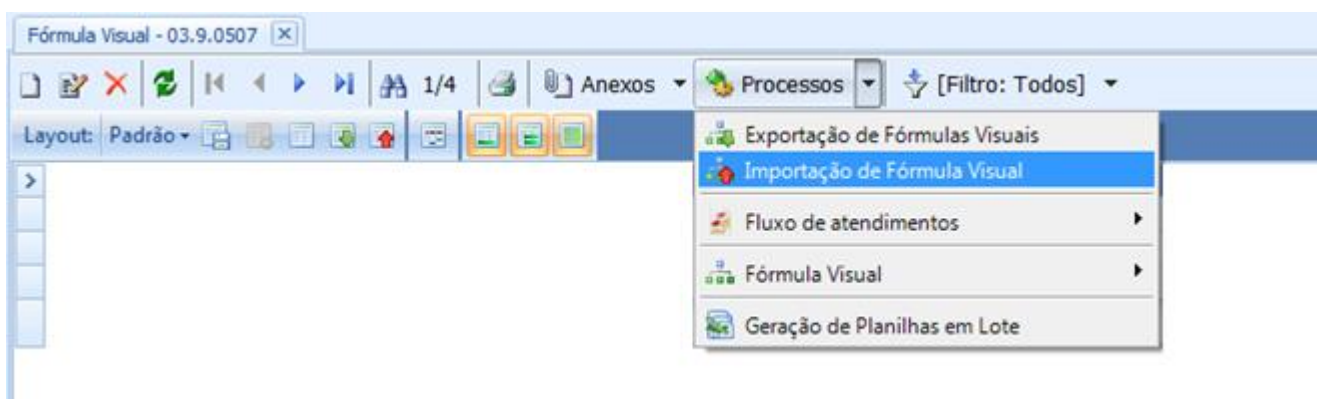 Fórmula Visual - 03.9.0507
1/4 Anexos Processos [Filtro: Todos]
Layout: Padrão
Exportação de Fórmulas Visuais
Importação de Fórmula Visual
Fluxo de atendimentos
Fórmula Visual
Geração de Planilhas em Lote